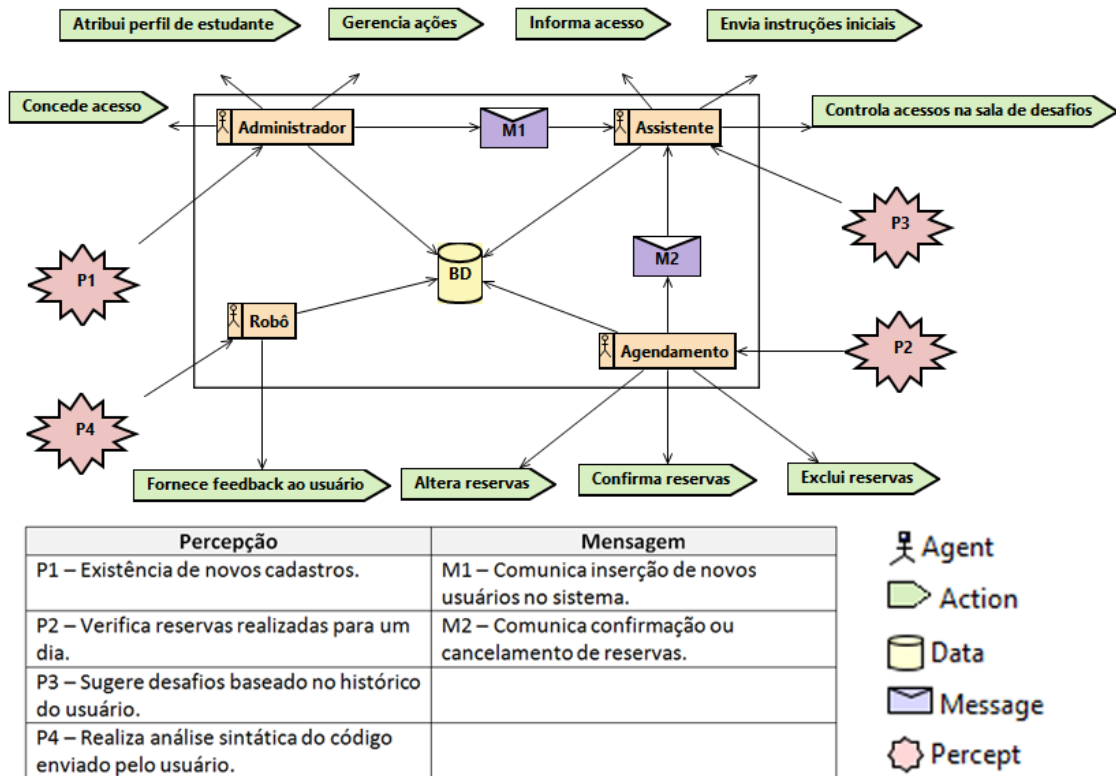 Atribui perfil de estudante
Gerencia ações
Informa acesso
Envia instruções iniciais
Concede acesso
Administrador
M1
Assistente
Controla acessos na sala de desafios
P1
BD
M2
P3
Robô
Agendamento
P2
P4
Fornece feedback ao usuário
Altera reservas
Confirma reservas
Exclui reservas
Percepção
Mensagem
P1 – Existência de novos cadastros.
M1 – Comunica inserção de novos
usuários no sistema.
P2 – Verifica reservas realizadas para um
dia.
M2 – Comunica confirmação ou
cancelamento de reservas.
P3 – Sugere desafios baseado no histórico
do usuário.
P4 – Realiza análise sintática do código
enviado pelo usuário.
Agent
Action
Data
Message
Percept